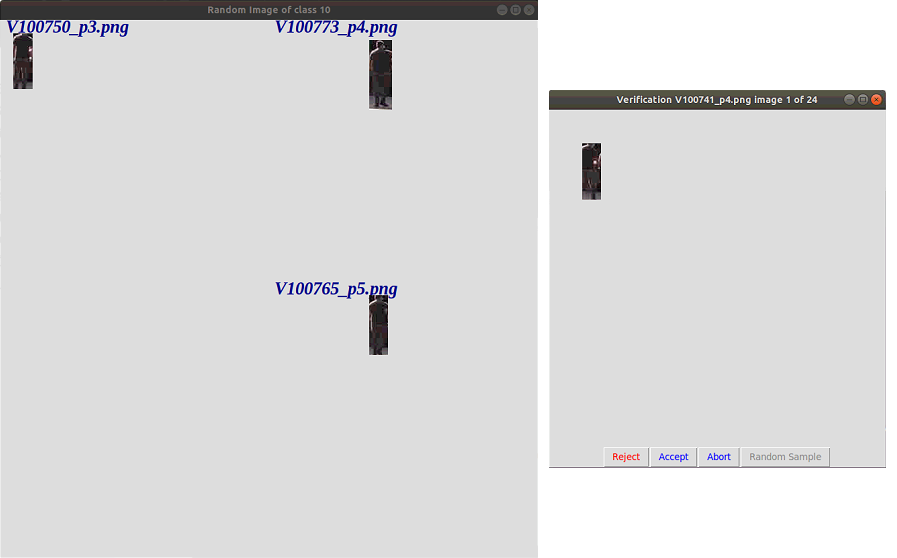 Random Image of class 10
V100750_p3.png
V100773_p4.png
V100765_p5.png
Verification V100741_p4.png image 1 of 24
Reject
Accept
Abort
Random Sample